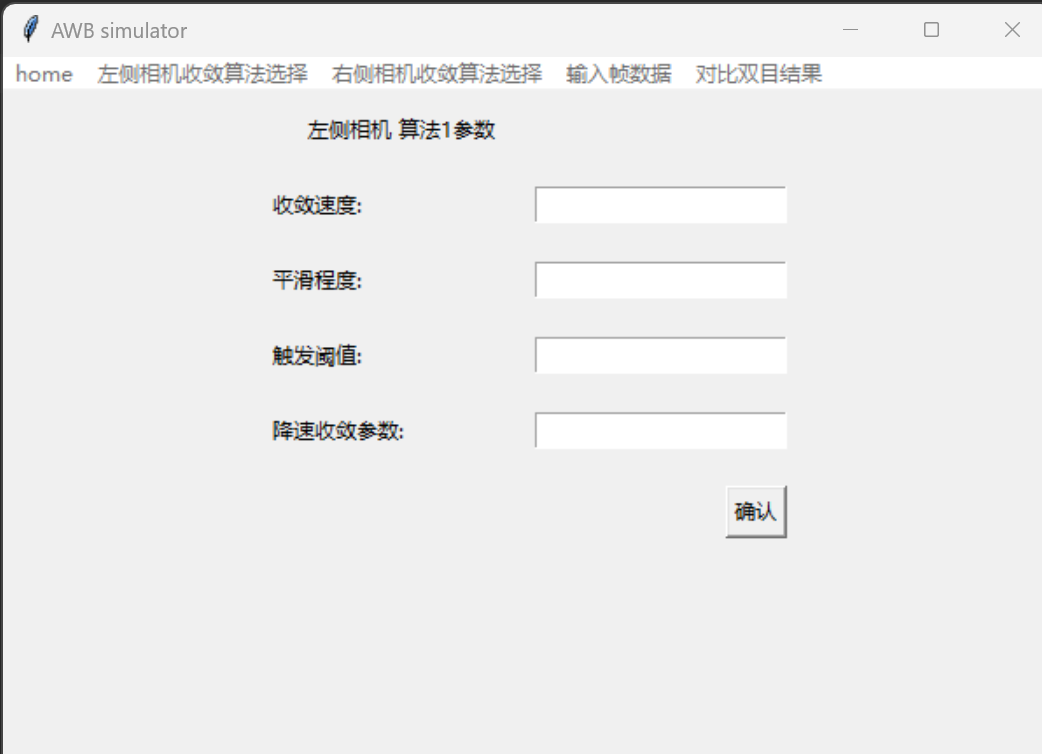 AWB simulator
home 左侧相机收敛算法选择 右侧相机收敛算法选择 输入帧数据 对比双目结果
左侧相机 算法1参数
收敛速度:
平滑程度:
触发阈值:
降速收敛参数:
确认